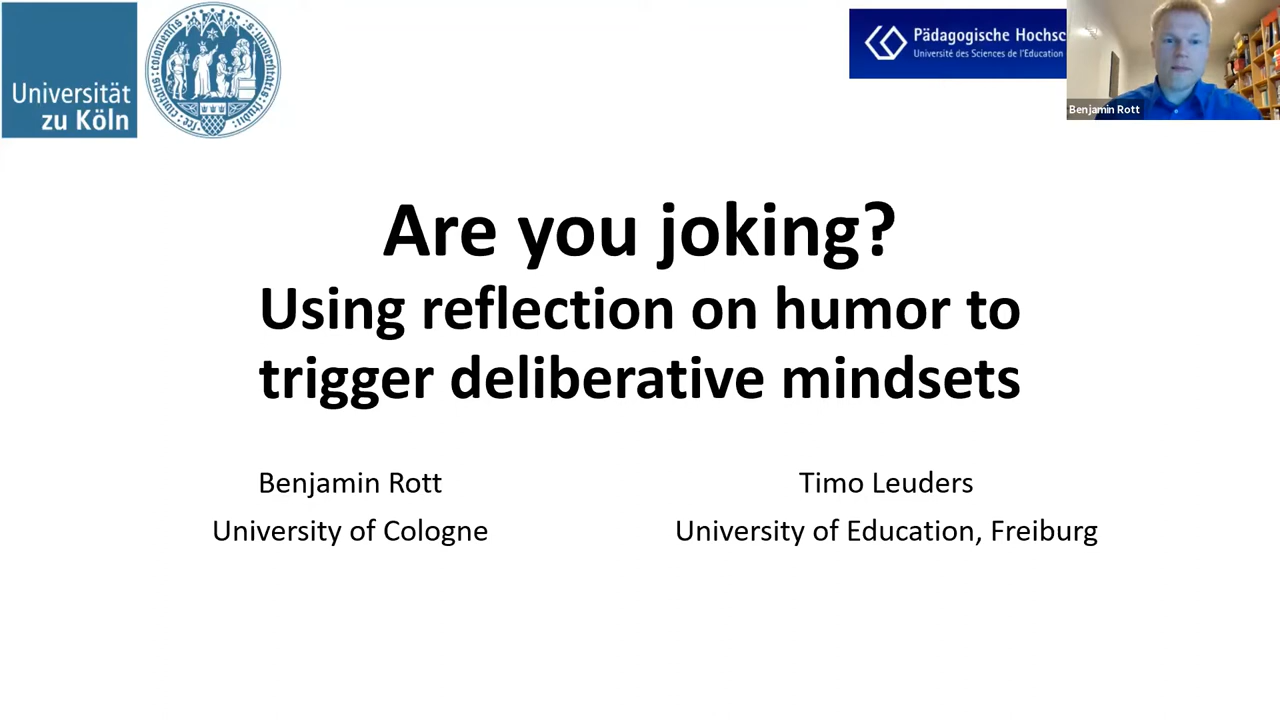 Universität
zu Köln
Pädagogische Hochsc
Université des Sciences de l'Education
Benjamin Rott
Are you joking?
Using reflection on humor to
trigger deliberative mindsets
Benjamin Rott
University of Cologne
Timo Leuders
University of Education, Freiburg